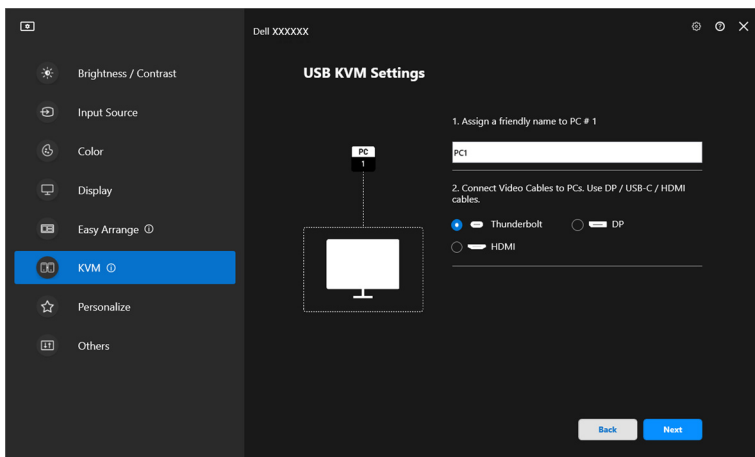 Dell XXXXXX
Brightness / Contrast
Input Source
Color
Display
Easy Arrange
KVM
Personalize
Others
USB KVM Settings
PC
1
1. Assign a friendly name to PC # 1
PC1
2. Connect Video Cables to PCs. Use DP / USB-C / HDMI
cables.
Thunderbolt
DP
HDMI
Back
Next